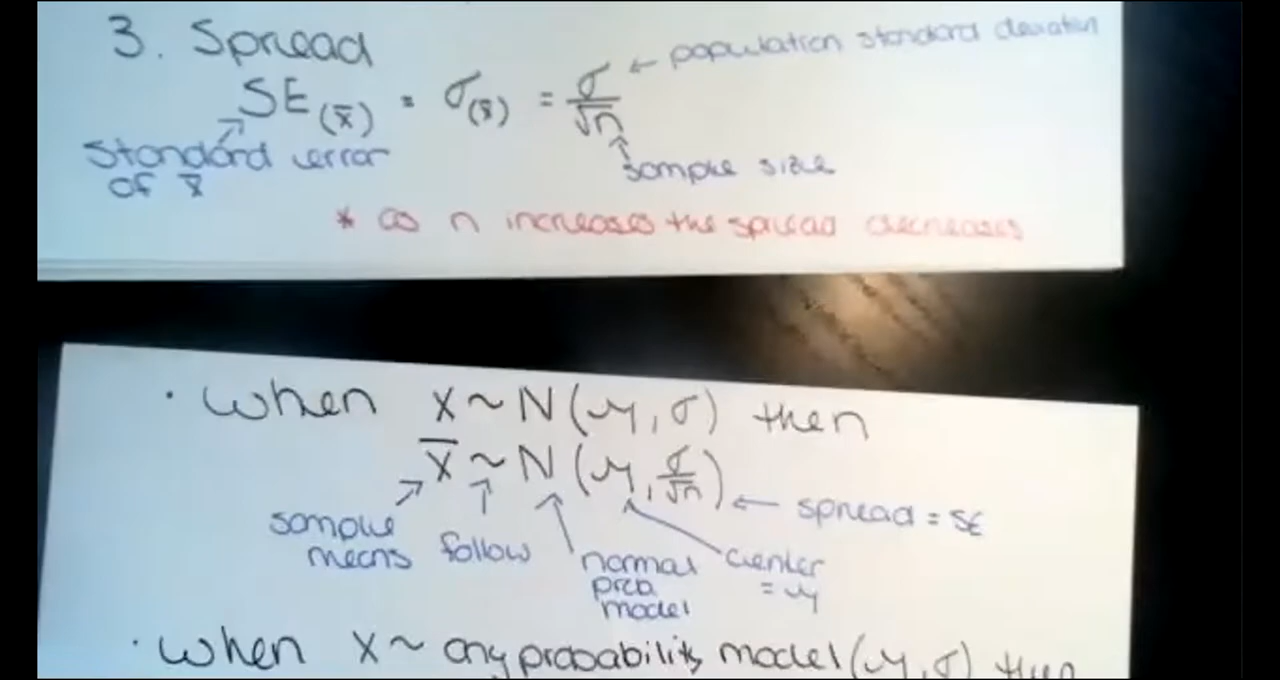 3. Spread
← population standard deviation
SE(x̄) = σ(x̄) = σ/√n
standard error
of x̄
sample size
* as n increases the spread decreases
· when x ~ N(μ, σ) then
x̄ ~ N(μ, σ/√n)
← spread = SE
sample
means
follow
normal
prob
model
center
= μ
· when x ~ any probability model (μ, σ) then